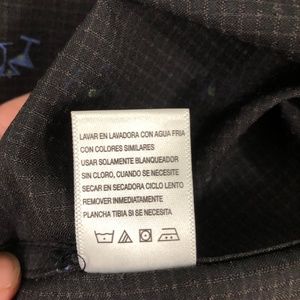 LAVAR EN LAVADORA CON AGUA FRIA
CON COLORES SIMILARES
USAR SOLAMENTE BLANQUEADOR
SIN CLORO, CUANDO SE NECESITE
SECAR EN SECADORA CICLO LENTO
REMOVER INMEDIATAMENTE
PLANCHA TIBIA SI SE NECESITE